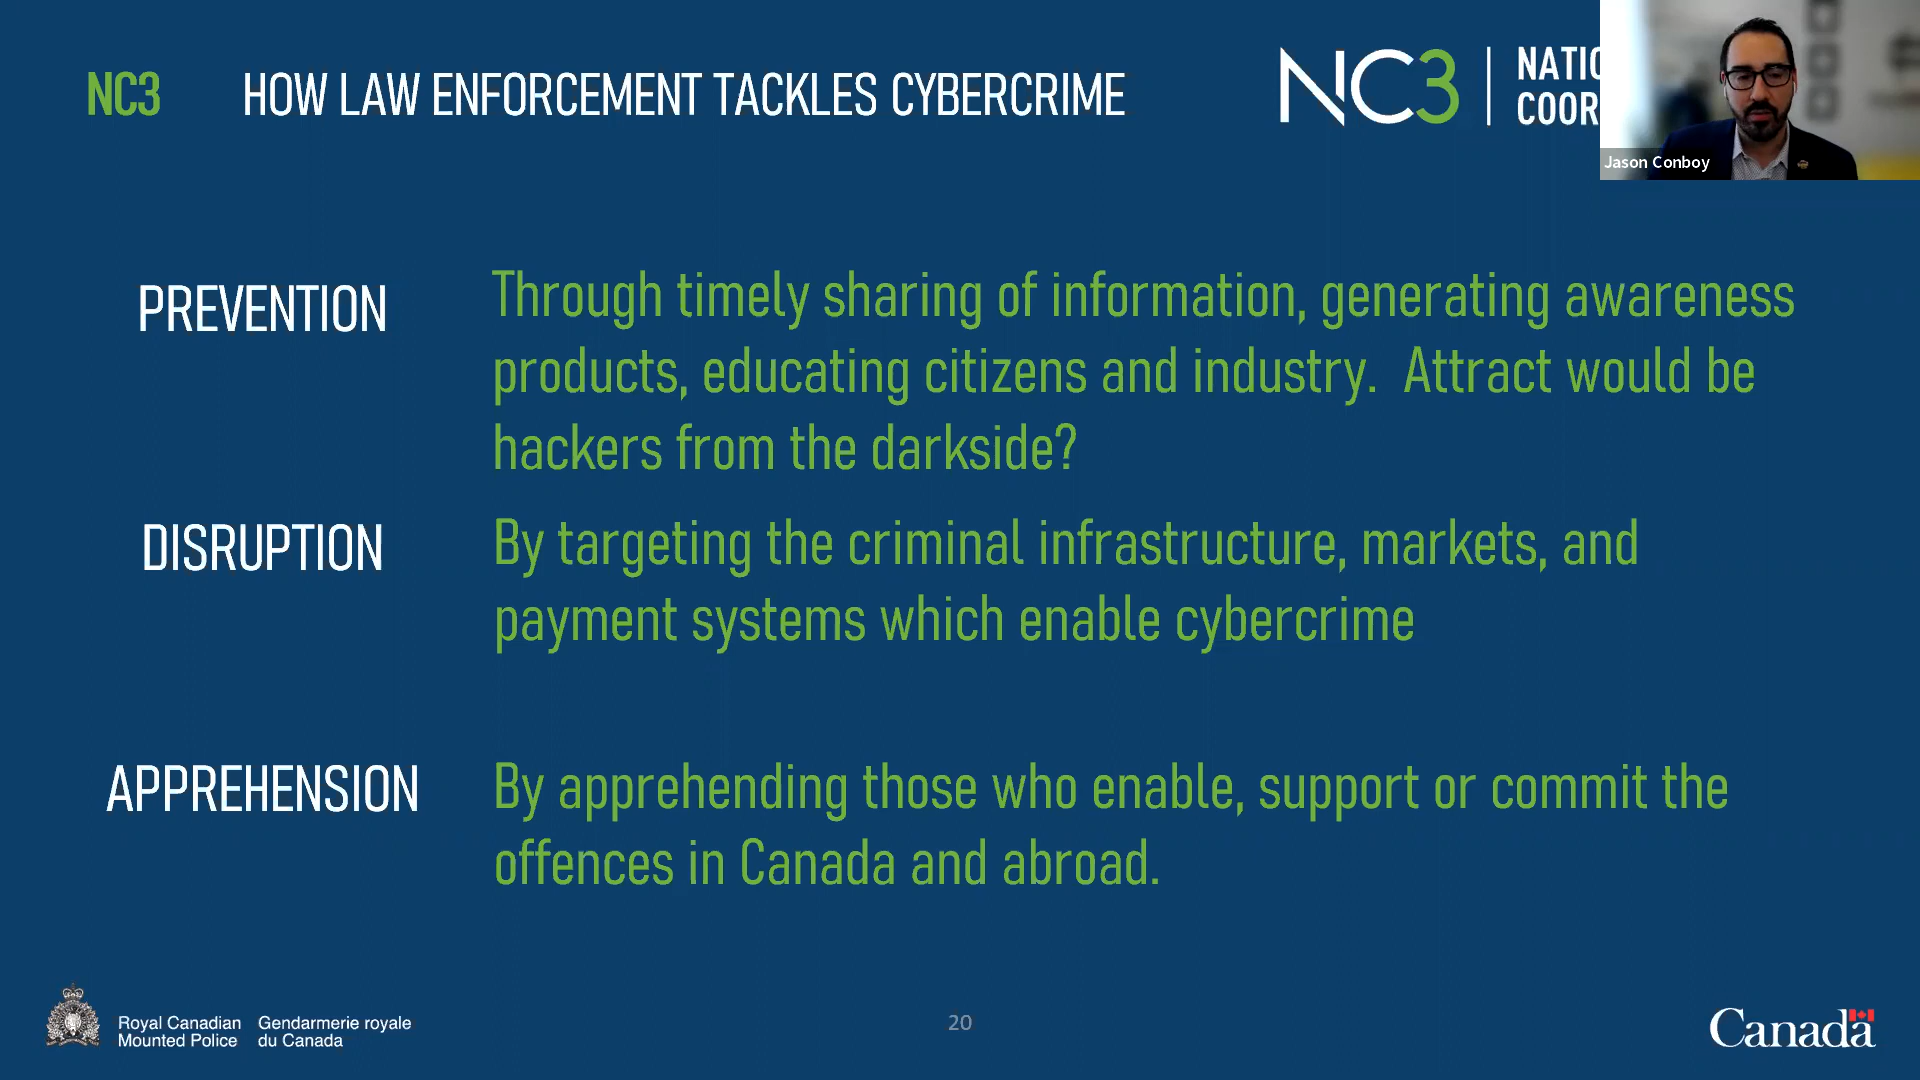 NC3 HOW LAW ENFORCEMENT TACKLES CYBERCRIME
NC3
NATIO
COOR
Jason Conboy
PREVENTION
Through timely sharing of information, generating awareness
products, educating citizens and industry. Attract would be
hackers from the darkside?
DISRUPTION
By targeting the criminal infrastructure, markets, and
payment systems which enable cybercrime
APPREHENSION
By apprehending those who enable, support or commit the
offences in Canada and abroad.
Royal Canadian
Mounted Police
Gendarmerie royale
du Canada
20
Canada